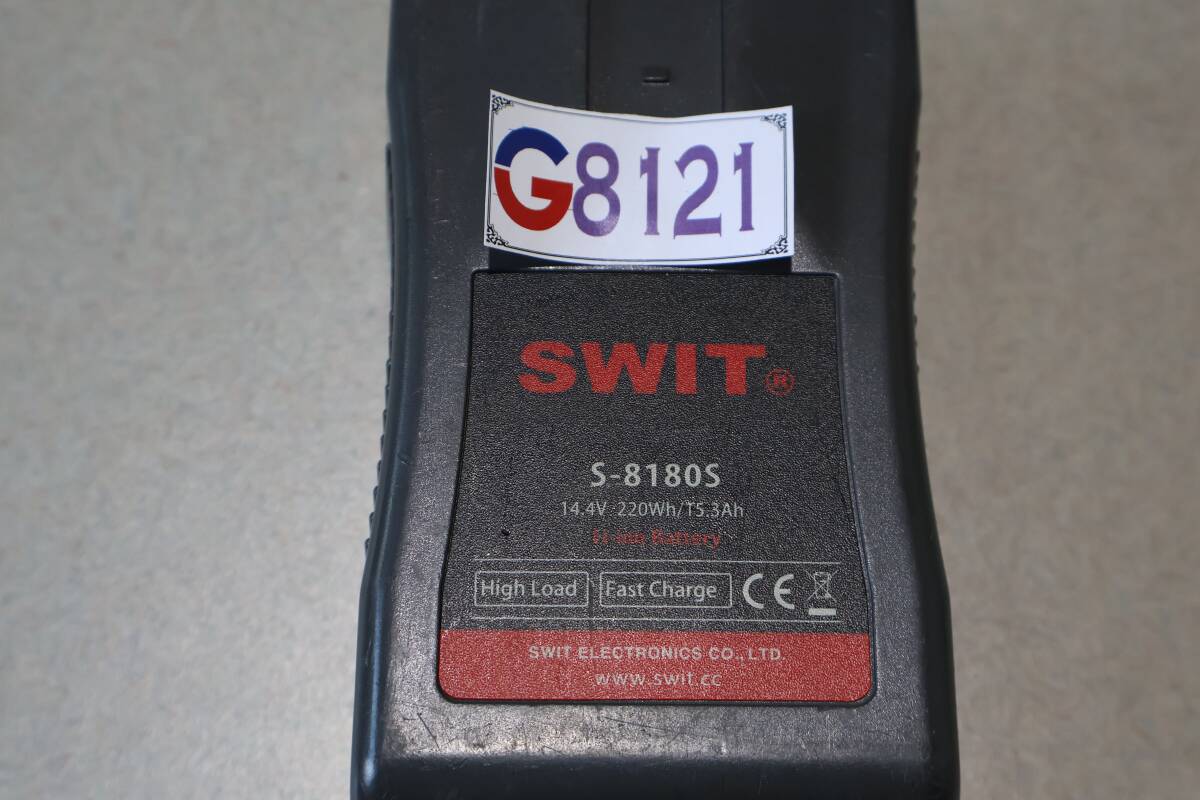 G8121
SWIT®
S-8180S
14.4V 220Wh/15.3Ah
Li-ion Battery
High Load Fast Charge CE
SWIT ELECTRONICS CO., LTD.
www.swit.cc